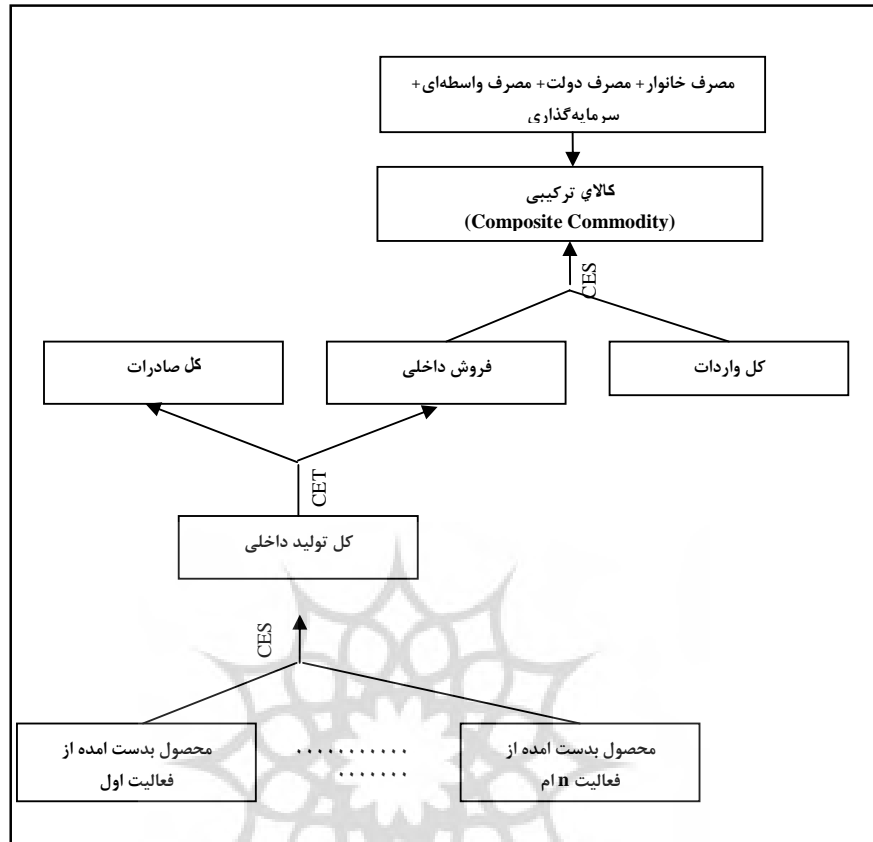 مصرف خانوار+ مصرف دولت+ مصرف واسطه‌ای+
سرمایه‌گذاری
کالاي ترکیبی
(Composite Commodity)
CES
کل صادرات
فروش داخلی
کل واردات
CET
کل تولید داخلی
CES
محصول بدست امده از
فعالیت اول
...........
.......
محصول بدست امده از
فعالیت n ام